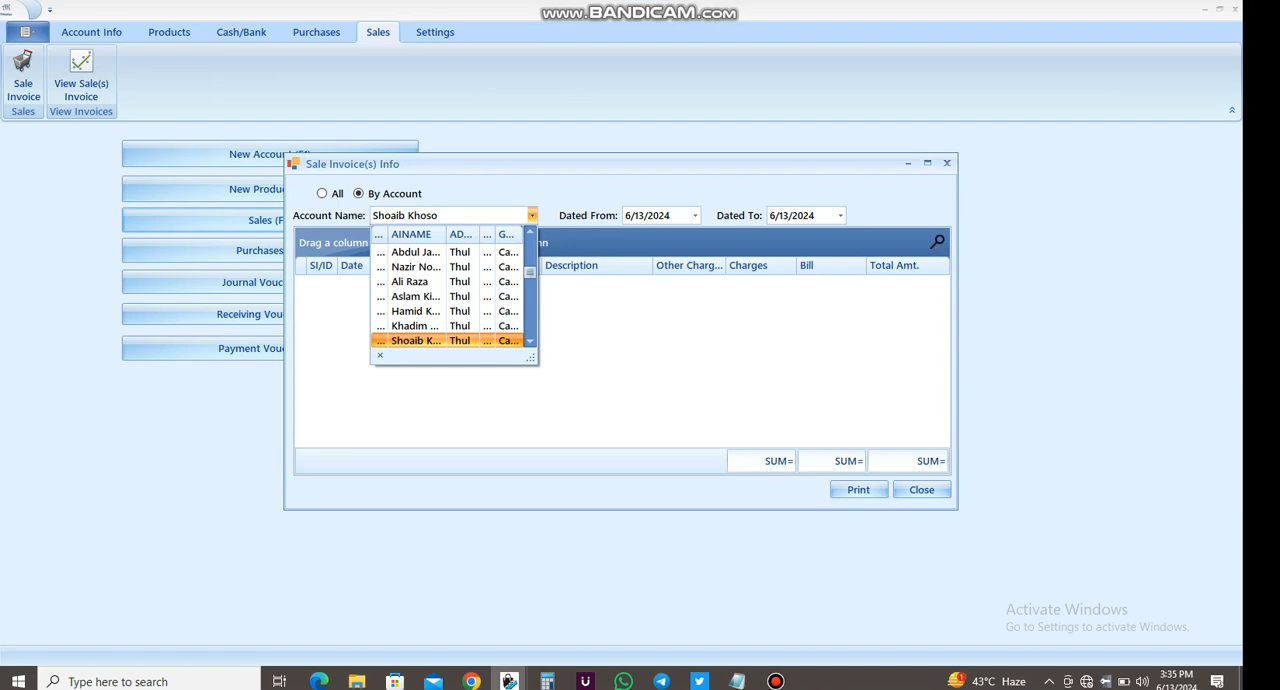 www.BANDICAM.com
Account Info Products Cash/Bank Purchases Sales Settings
Sale Invoice
View Sale(s) Invoice
Sales View Invoices
New Account
New Produ
Sales (F
Purchases
Journal Vouc
Receiving Vou
Payment Vouc
Sale Invoice(s) Info
All By Account
Account Name: Shoaib Khoso Dated From: 6/13/2024 Dated To: 6/13/2024
Drag a column
... AINAME AD... ... G...
SI/ID Date Description Other Charg... Charges Bill Total Amt.
... Abdul Ja... Thul ... Ca...
... Nazir No... Thul ... Ca...
... Ali Raza Thul ... Ca...
... Aslam Ki... Thul ... Ca...
... Hamid K... Thul ... Ca...
... Khadim ... Thul ... Ca...
... Shoaib K... Thul ... Ca...
SUM= SUM= SUM=
Print Close
Activate Windows
Go to Settings to activate Windows.
Type here to search
43°C Haze
3:35 PM
6/13/2024